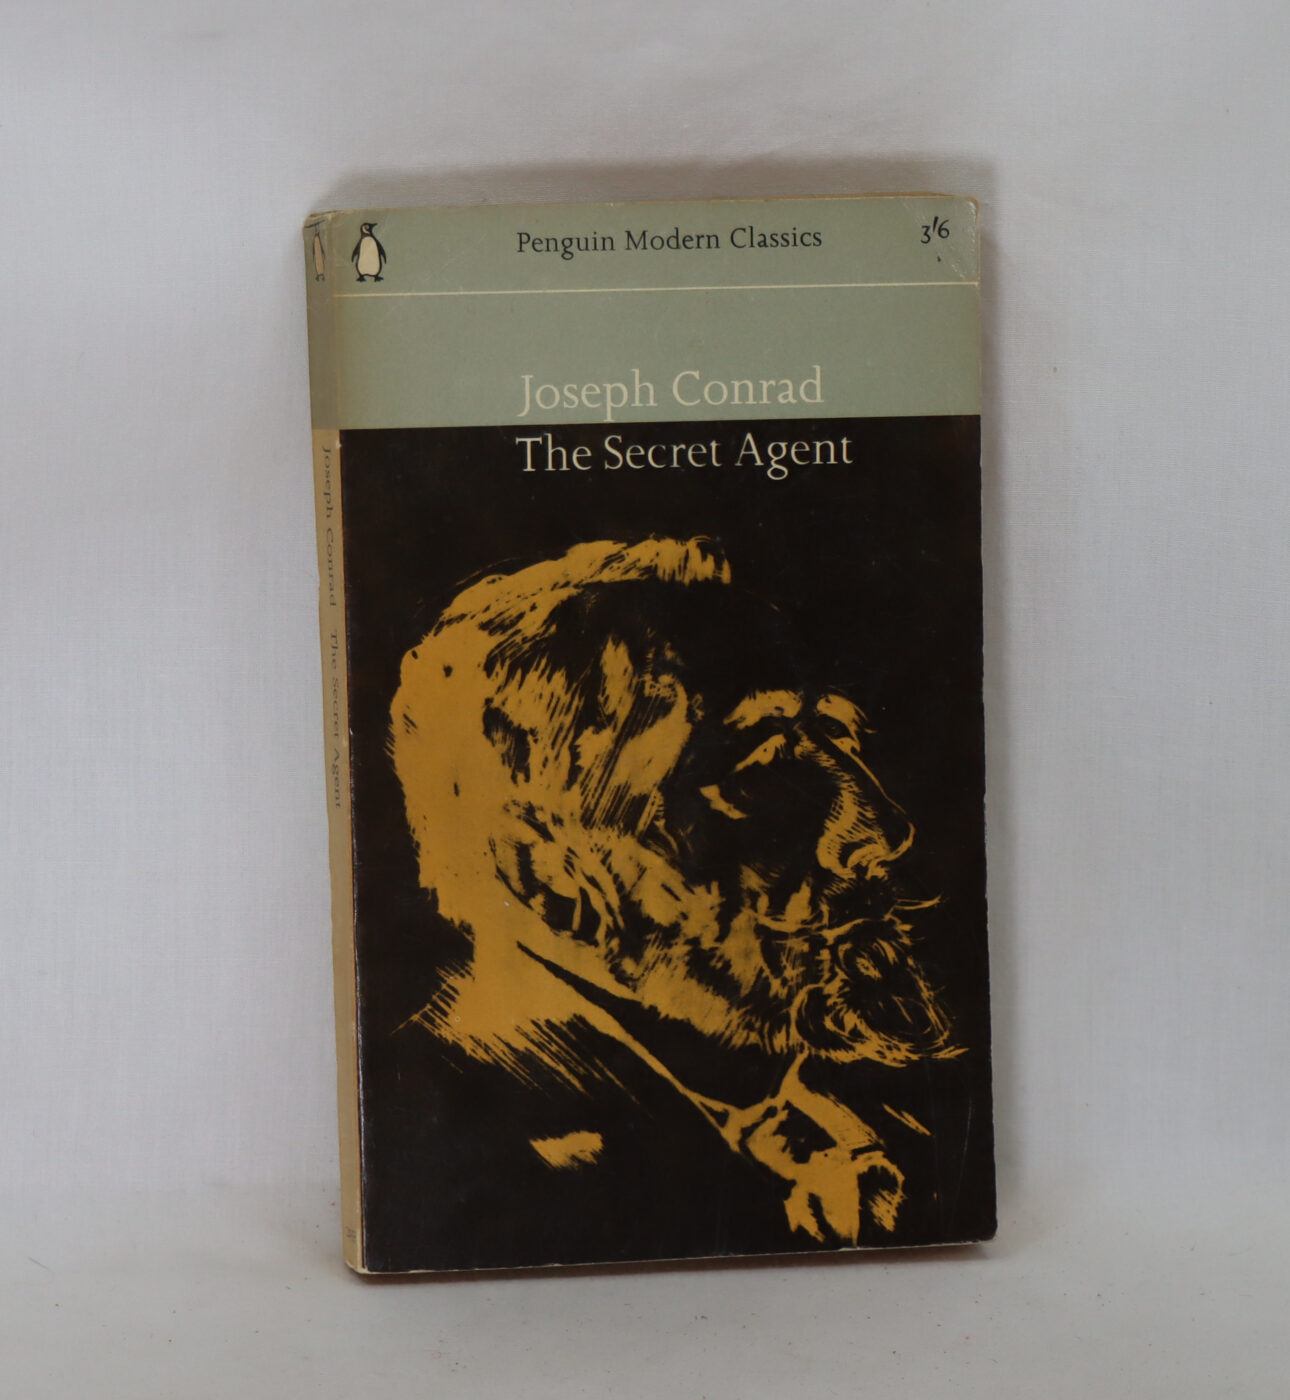 Penguin Modern Classics
3/6
Joseph Conrad
The Secret Agent
Joseph Conrad The Secret Agent